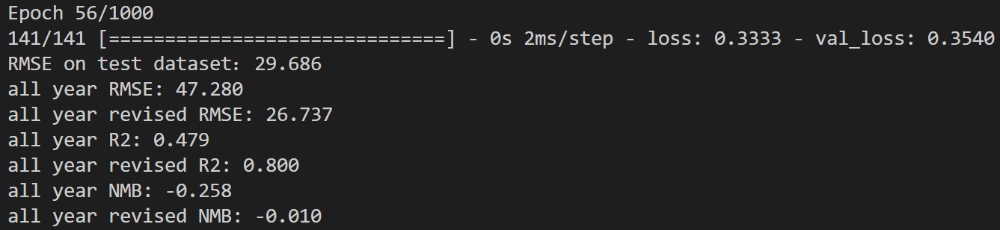 Epoch 56/1000
141/141 [==============================] - 0s 2ms/step - loss: 0.3333 - val_loss: 0.3540
RMSE on test dataset: 29.686
all year RMSE: 47.280
all year revised RMSE: 26.737
all year R2: 0.479
all year revised R2: 0.800
all year NMB: -0.258
all year revised NMB: -0.010